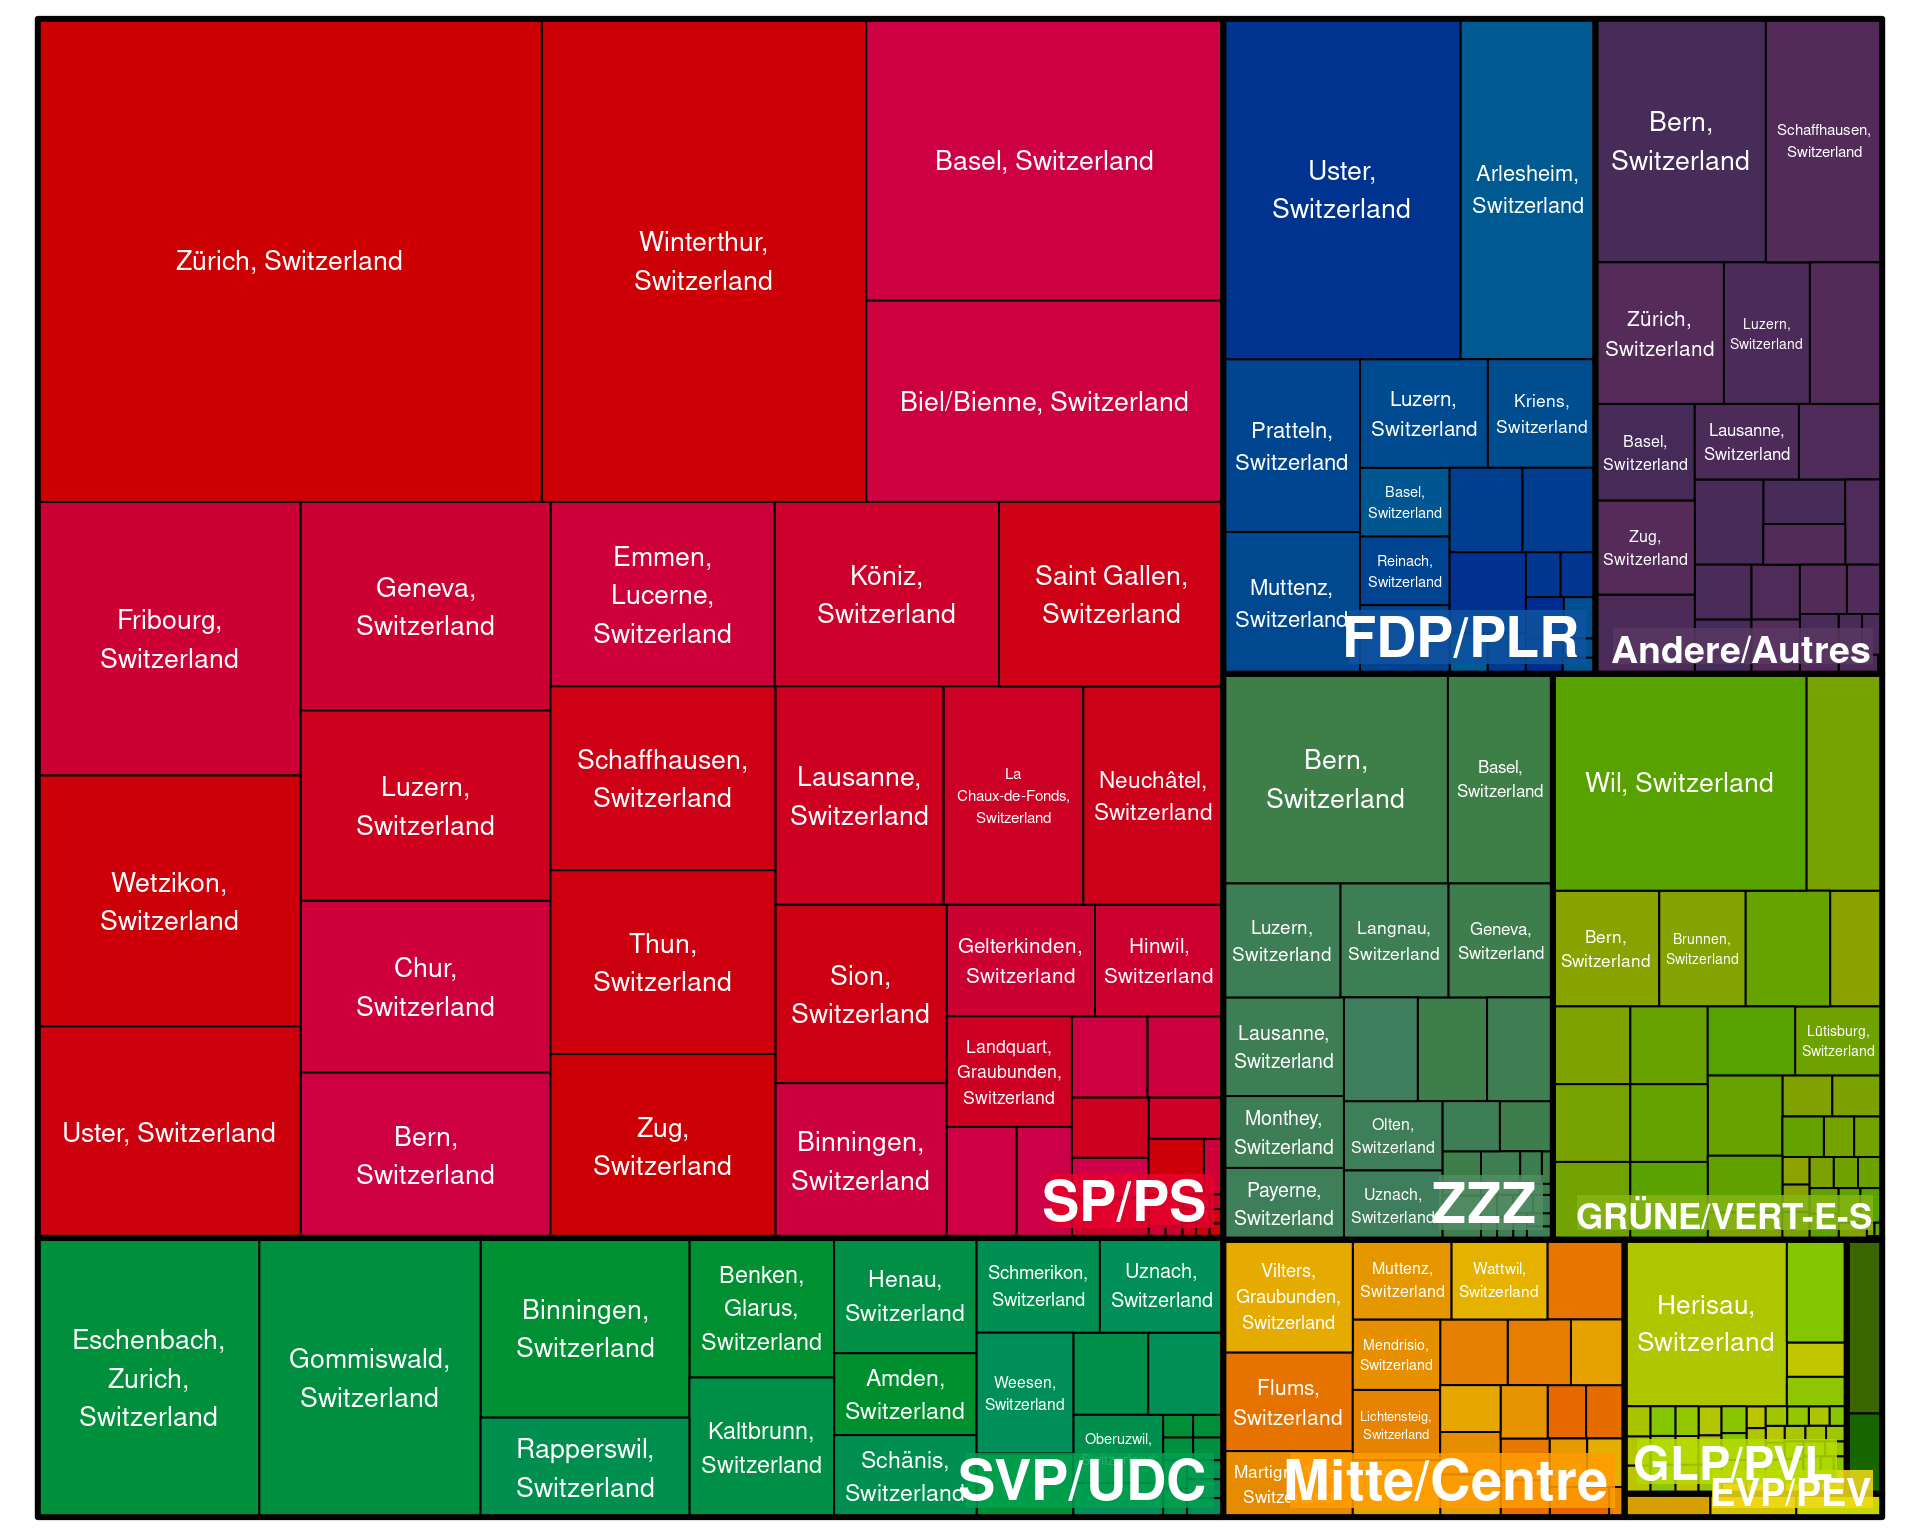 Zürich, Switzerland
Winterthur,
Switzerland
Basel, Switzerland
Biel/Bienne, Switzerland
Fribourg,
Switzerland
Geneva,
Switzerland
Emmen,
Lucerne,
Switzerland
Köniz,
Switzerland
Saint Gallen,
Switzerland
Wetzikon,
Switzerland
Luzern,
Switzerland
Schaffhausen,
Switzerland
Lausanne,
Switzerland
La
Chaux-de-Fonds,
Switzerland
Neuchâtel,
Switzerland
Chur,
Switzerland
Thun,
Switzerland
Sion,
Switzerland
Gelterkinden,
Switzerland
Hinwil,
Switzerland
Landquart,
Graubunden,
Switzerland
Uster, Switzerland
Bern,
Switzerland
Zug,
Switzerland
Binningen,
Switzerland
SP/PS
Uster,
Switzerland
Arlesheim,
Switzerland
Pratteln,
Switzerland
Luzern,
Switzerland
Kriens,
Switzerland
Basel,
Switzerland
Reinach,
Switzerland
Muttenz,
Switzerland
FDP/PLR
Bern,
Switzerland
Schaffhausen,
Switzerland
Zürich,
Switzerland
Luzern,
Switzerland
Basel,
Switzerland
Lausanne,
Switzerland
Zug,
Switzerland
Andere/Autres
Bern,
Switzerland
Basel,
Switzerland
Luzern,
Switzerland
Langnau,
Switzerland
Geneva,
Switzerland
Lausanne,
Switzerland
Monthey,
Switzerland
Olten,
Switzerland
Payerne,
Switzerland
Uznach,
Switzerland
ZZZ
Wil, Switzerland
Bern,
Switzerland
Brunnen,
Switzerland
Lütisburg,
Switzerland
GRÜNE/VERT-E-S
Eschenbach,
Zurich,
Switzerland
Gommiswald,
Switzerland
Binningen,
Switzerland
Rapperswil,
Switzerland
Benken,
Glarus,
Switzerland
Kaltbrunn,
Switzerland
Henau,
Switzerland
Amden,
Switzerland
Schänis,
Switzerland
Schmerikon,
Switzerland
Uznach,
Switzerland
Weesen,
Switzerland
Oberuzwil,
SVP/UDC
Vilters,
Graubunden,
Switzerland
Muttenz,
Switzerland
Wattwil,
Switzerland
Mendrisio,
Switzerland
Flums,
Switzerland
Lichtensteig,
Switzerland
Mitte/Centre
Herisau,
Switzerland
GLP/PVL
EVP/PEV